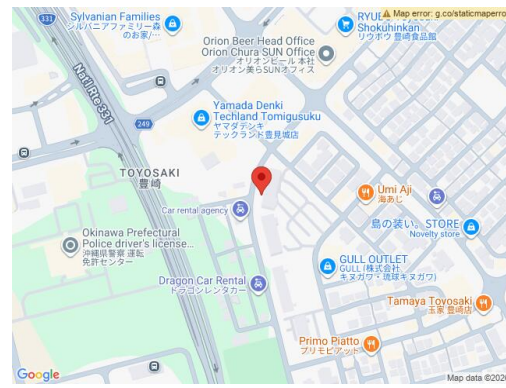 331
Sylvanian Families
シルバニアファミリー森
のお家/…
Orion Beer Head Office
Orion Chura SUN Office
オリオンビール 本社
オリオン美らSUNオフィス
Shokuhinkan
リウボウ 豊崎食品館
Map error: g.co/staticmaperro
Nat'l Rte 331
249
Yamada Denki
Techland Tomigusuku
ヤマダデンキ
テックランド豊見城店
TOYOSAKI
豊崎
Car rental agency
Umi Aji
海あじ
島の装い。STORE
Novelty store
Okinawa Prefectural
Police driver's license...
沖縄県警察 運転
免許センター
GULL OUTLET
GULL (株式会社
キヌガワ・琉球キヌガワ)
Dragon Car Rental
ドラゴンレンタカー
Tamaya Toyosaki
玉家 豊崎店
Primo Piatto
プリモピアット
Google
Map data ©2026